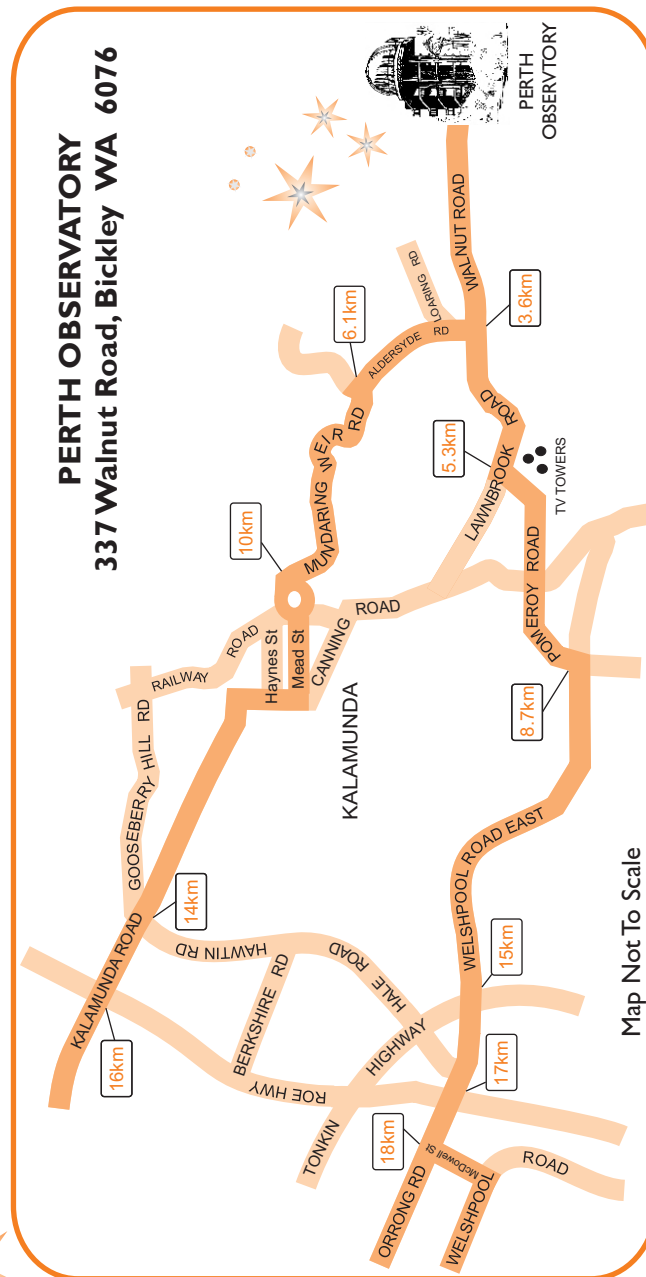 PERTH OBSERVATORY
337 Walnut Road, Bickley WA 6076
PERTH
OBSERVTORY
WALNUT ROAD
LOARING RD
ALDERSYDE RD
3.6km
6.1km
LAWNBROOK ROAD
5.3km
TV TOWERS
MUNDARING WEIR RD
10km
POMEROY ROAD
8.7km
RAILWAY ROAD
Haynes St
Mead St
CANNING ROAD
KALAMUNDA
GOOSEBERRY HILL RD
KALAMUNDA ROAD
14km
16km
HAWTIN RD
BERKSHIRE RD
HALE ROAD
ROE HWY
TONKIN HIGHWAY
WELSHPOOL ROAD EAST
15km
17km
18km
ORRONG RD
McDowell St
WELSHPOOL ROAD
Map Not To Scale